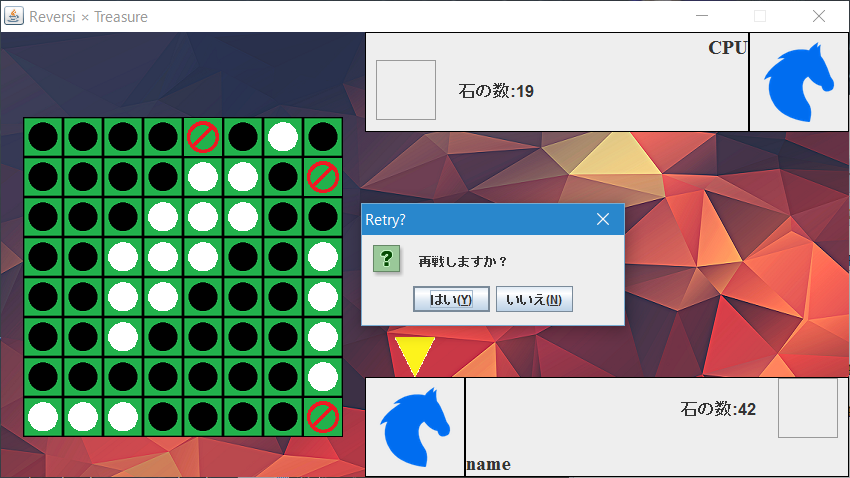 Reversi × Treasure
CPU
石の数:19
Retry?
?
再戦しますか？
はい(Y)
いいえ(N)
石の数:42
name